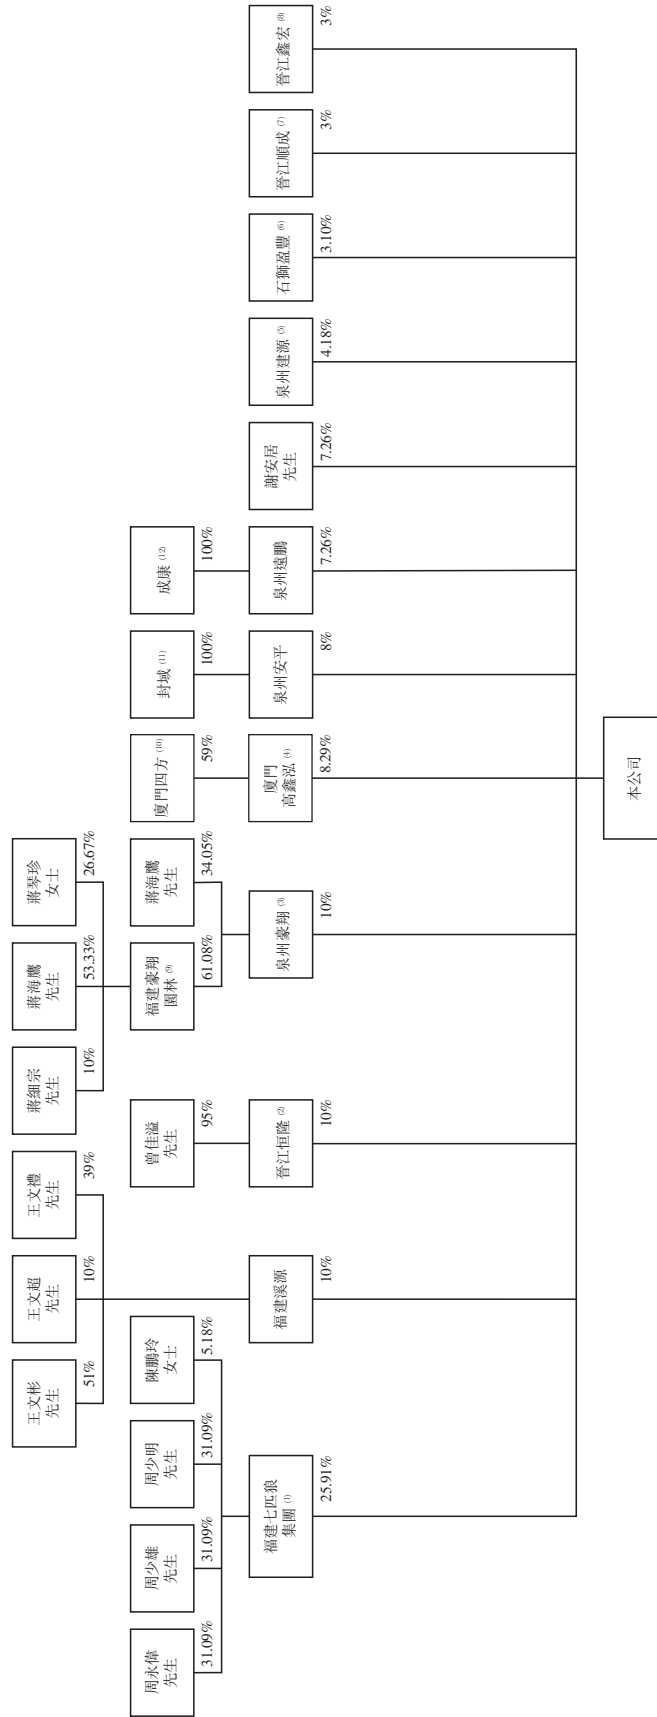 王文彬
先生
王文超
先生
王文禮
先生
蔣細宗
先生
蔣海鷹
先生
蔣琴珍
女士
51%
10%
39%
10%
53.33%
26.67%
周永偉
先生
周少雄
先生
周少明
先生
陳鵬玲
女士
曾佳溢
先生
福建豪翔
園林 (9)
蔣海鷹
先生
廈門四方 (10)
封域 (11)
成康 (12)
31.09%
31.09%
31.09%
5.18%
95%
61.08%
34.05%
59%
100%
100%
福建七匹狼
集團 (1)
福建溪源
晉江恒隆 (2)
泉州豪翔 (3)
廈門
高鑫泓 (4)
泉州安平
泉州遠鵬
謝安居
先生
泉州建源 (5)
石獅盈豐 (6)
晉江順成 (7)
晉江鑫宏 (8)
25.91%
10%
10%
10%
8.29%
8%
7.26%
7.26%
4.18%
3.10%
3%
3%
本公司